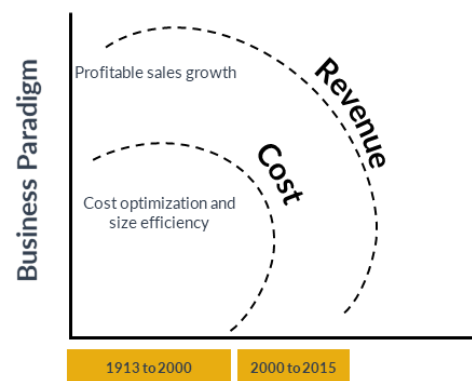 Business Paradigm
Profitable sales growth
Revenue
Cost
Cost optimization and
size efficiency
1913 to 2000
2000 to 2015